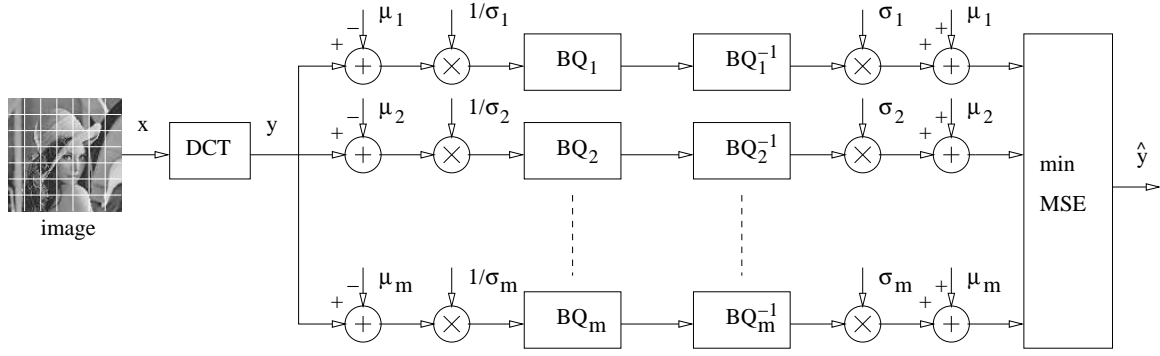 − μ1 1/σ1 σ1 μ1
+ + × BQ1 BQ1^-1 × + +
− μ2 1/σ2 σ2 μ2
x DCT y + + × BQ2 BQ2^-1 × + + min MSE ŷ
image
− μm 1/σm σm μm
+ + × BQm BQm^-1 × + +